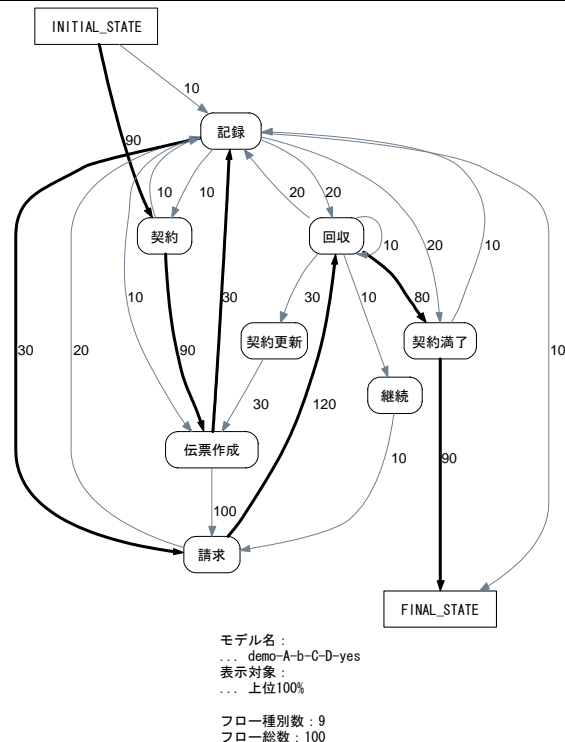 INITIAL_STATE
10
90
記録
10
10
20
20
契約
回収
10
10
20
10
30
10
80
30
契約更新
契約満了
30
20
90
10
継続
30
120
伝票作成
10
90
100
請求
FINAL_STATE
モデル名：
... demo-A-b-C-D-yes
表示対象：
... 上位100%
フロー種別数：9
フロー総数：100